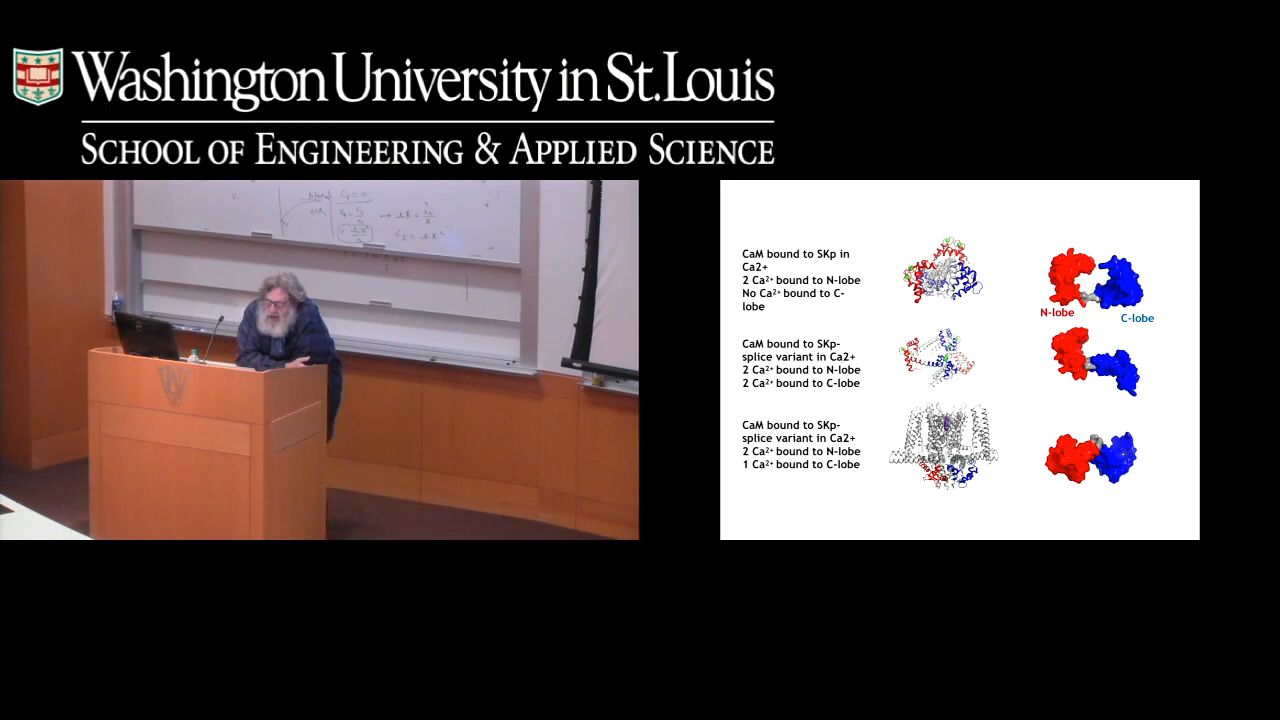 Washington University in St. Louis
SCHOOL OF ENGINEERING & APPLIED SCIENCE
CaM bound to SKp in
Ca2+
2 Ca²⁺ bound to N-lobe
No Ca²⁺ bound to C-
lobe
N-lobe
C-lobe
CaM bound to SKp-
splice variant in Ca2+
2 Ca²⁺ bound to N-lobe
2 Ca²⁺ bound to C-lobe
CaM bound to SKp-
splice variant in Ca2+
2 Ca²⁺ bound to N-lobe
1 Ca²⁺ bound to C-lobe